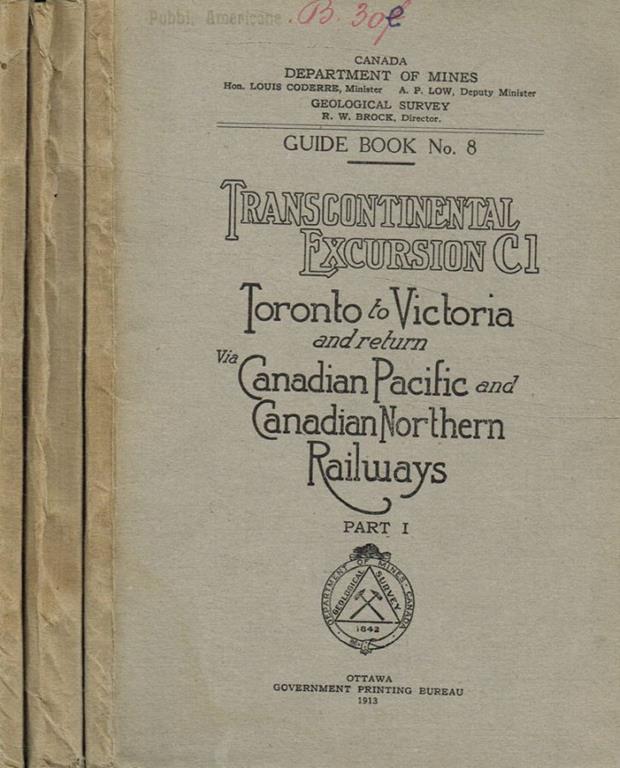 Pubbl. Americane
B. 30
CANADA
DEPARTMENT OF MINES
Hon. LOUIS CODERRE, Minister A. P. LOW, Deputy Minister
GEOLOGICAL SURVEY
R. W. BROCK, Director.
GUIDE BOOK No. 8
TRANSCONTINENTAL
EXCURSION C1
Toronto to Victoria
and return
Via Canadian Pacific and
Canadian Northern
Railways
PART I
DEPARTMENT OF MINES · CANADA
GEOLOGICAL SURVEY
1842
OTTAWA
GOVERNMENT PRINTING BUREAU
1913